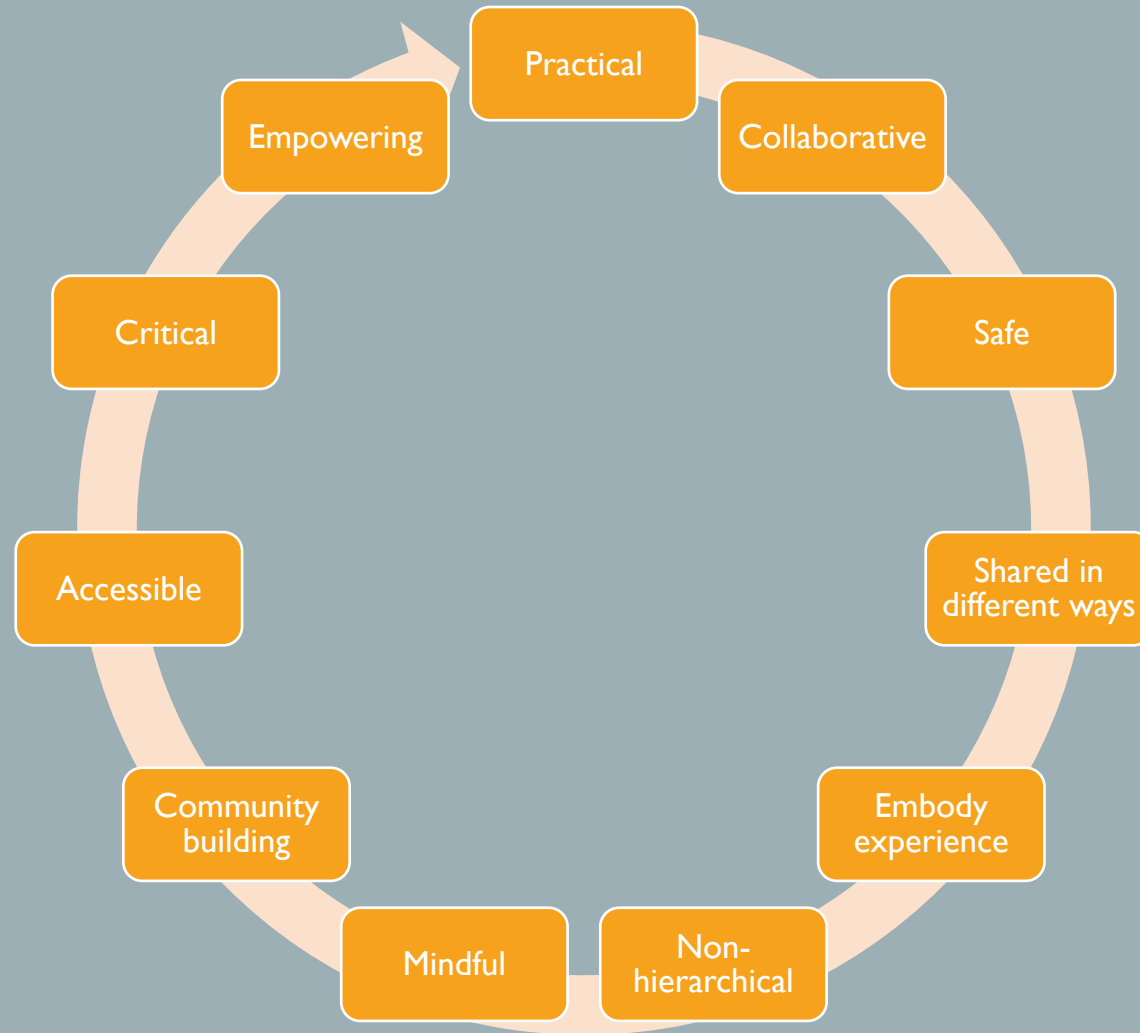 Practical
Collaborative
Safe
Shared in
different ways
Embody
experience
Non-
hierarchical
Mindful
Community
building
Accessible
Critical
Empowering